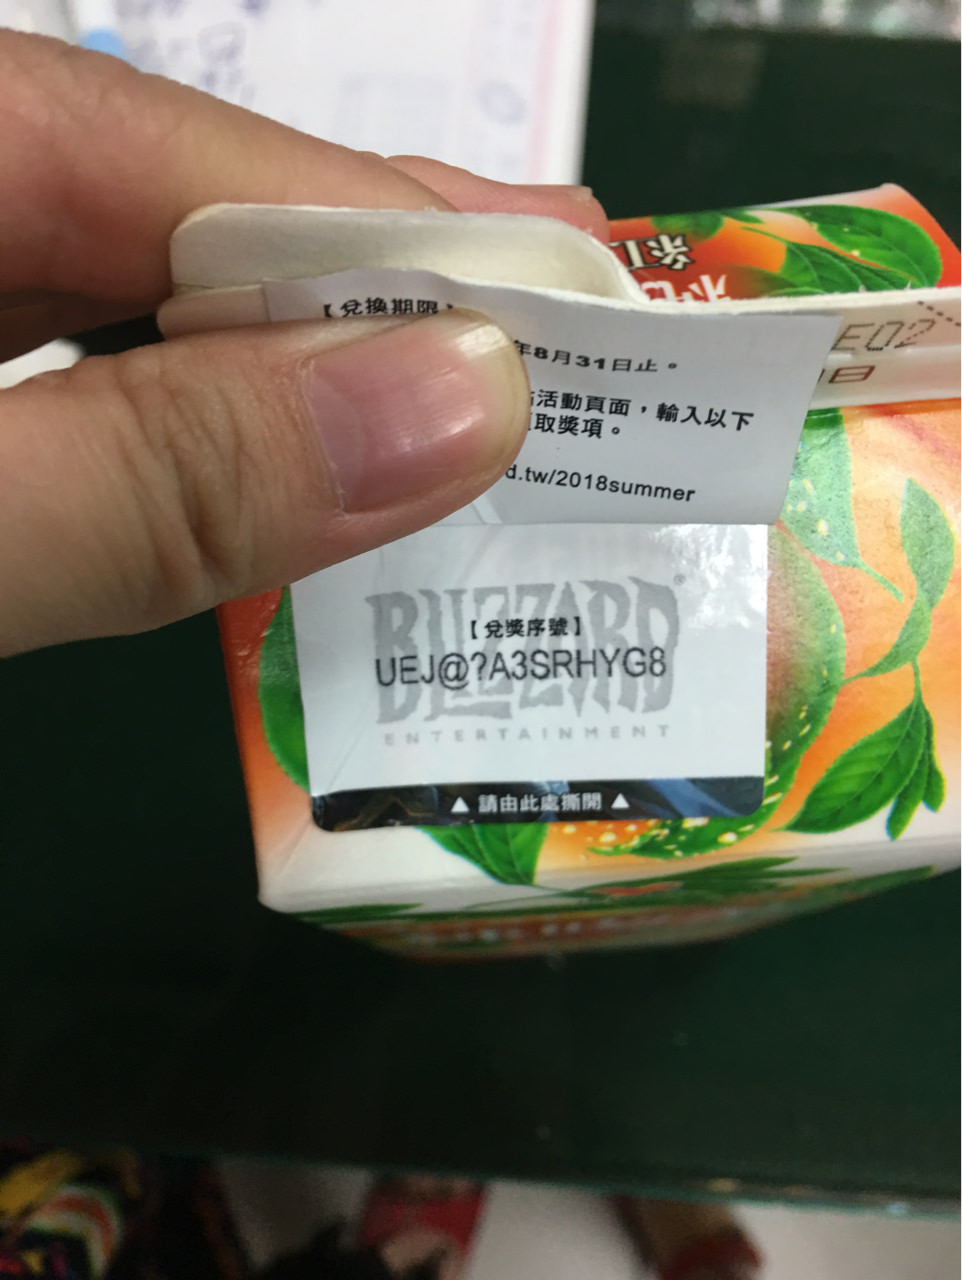 紅
【兌換期限】
年8月31日止。
活動頁面，輸入以下
取獎項。
d.tw/2018summer
E02
日
BLIZZARD®
【兌獎序號】
UEJ@?A3SRHYG8
ENTERTAINMENT
▲ 請由此處撕開 ▲